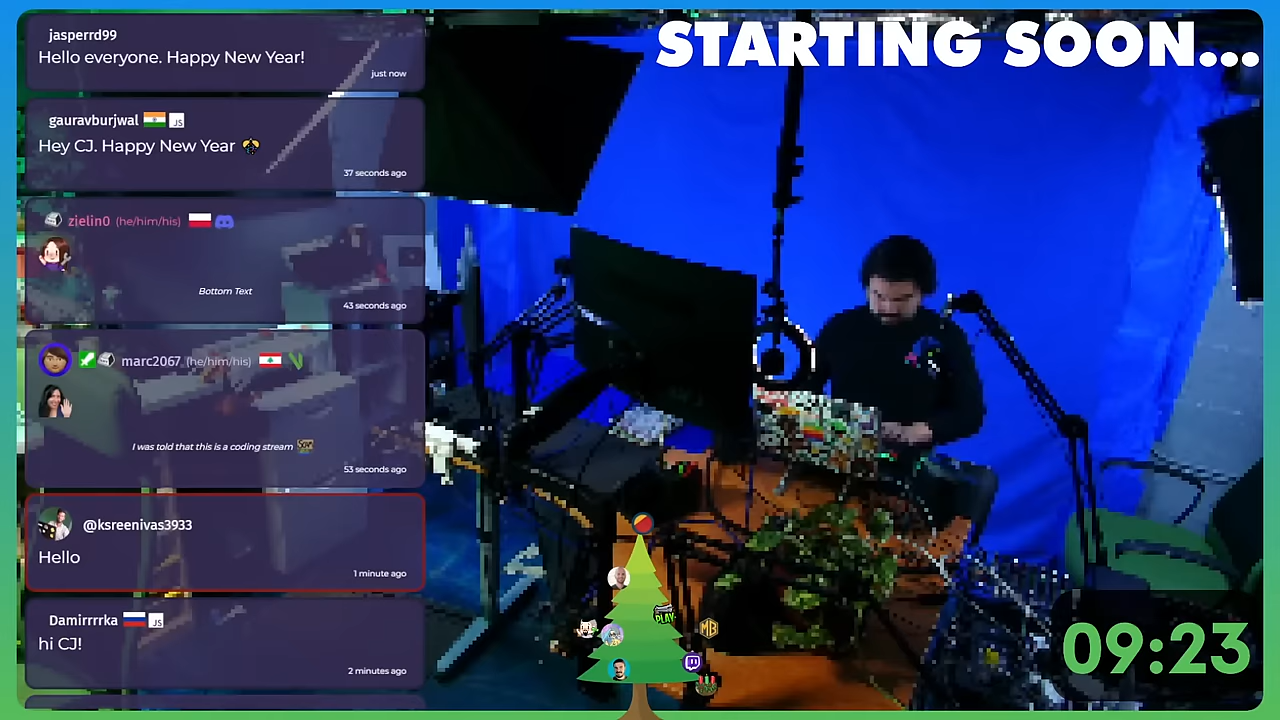 jasperrd99
Hello everyone. Happy New Year!
just now
gauravburjwal JS
Hey CJ. Happy New Year
37 seconds ago
zielin0 (he/him/his)
Bottom Text
43 seconds ago
marc2067 (he/him/his)
I was told that this is a coding stream
53 seconds ago
@ksreenivas3933
Hello
1 minute ago
Damirrrrka JS
hi CJ!
2 minutes ago
STARTING SOON...
PLAY
MB
09:23